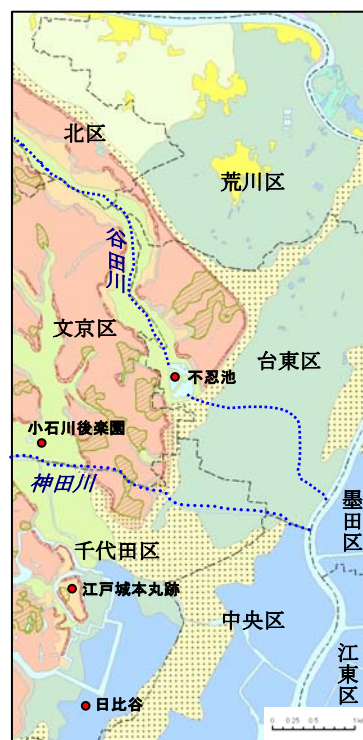 北区
荒川区
谷田川
文京区
台東区
不忍池
小石川後楽園
神田川
墨田区
千代田区
江戸城本丸跡
中央区
江東区
日比谷
0 0.25 0.5 1